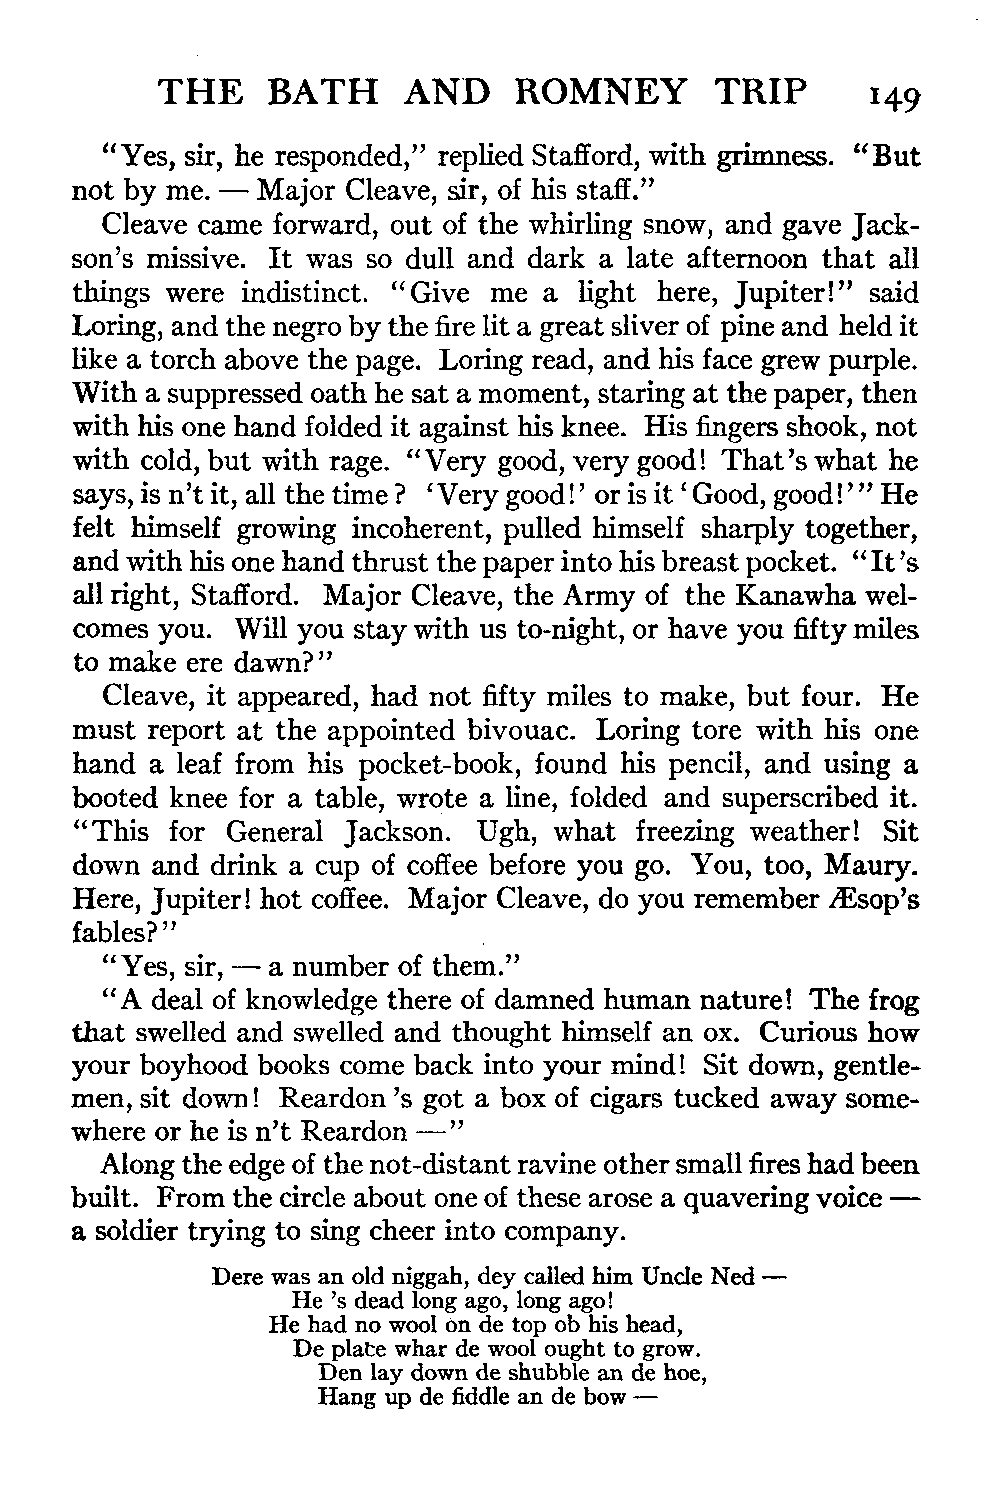 THE BATH AND ROMNEY TRIP 149
"Yes, sir, he responded," replied Stafford, with grimness. "But
not by me. — Major Cleave, sir, of his staff."
Cleave came forward, out of the whirling snow, and gave Jack-
son's missive. It was so dull and dark a late afternoon that all
things were indistinct. "Give me a light here, Jupiter!" said
Loring, and the negro by the fire lit a great sliver of pine and held it
like a torch above the page. Loring read, and his face grew purple.
With a suppressed oath he sat a moment, staring at the paper, then
with his one hand folded it against his knee. His fingers shook, not
with cold, but with rage. "Very good, very good! That's what he
says, is n't it, all the time? 'Very good!' or is it 'Good, good!'" He
felt himself growing incoherent, pulled himself sharply together,
and with his one hand thrust the paper into his breast pocket. "It's
all right, Stafford. Major Cleave, the Army of the Kanawha wel-
comes you. Will you stay with us to-night, or have you fifty miles
to make ere dawn?"
Cleave, it appeared, had not fifty miles to make, but four. He
must report at the appointed bivouac. Loring tore with his one
hand a leaf from his pocket-book, found his pencil, and using a
booted knee for a table, wrote a line, folded and superscribed it.
"This for General Jackson. Ugh, what freezing weather! Sit
down and drink a cup of coffee before you go. You, too, Maury.
Here, Jupiter! hot coffee. Major Cleave, do you remember Æsop's
fables?"
"Yes, sir, — a number of them."
"A deal of knowledge there of damned human nature! The frog
that swelled and swelled and thought himself an ox. Curious how
your boyhood books come back into your mind! Sit down, gentle-
men, sit down! Reardon 's got a box of cigars tucked away some-
where or he is n't Reardon —"
Along the edge of the not-distant ravine other small fires had been
built. From the circle about one of these arose a quavering voice —
a soldier trying to sing cheer into company.
Dere was an old niggah, dey called him Uncle Ned —
He 's dead long ago, long ago!
He had no wool on de top ob his head,
De place whar de wool ought to grow.
Den lay down de shubble an de hoe,
Hang up de fiddle an de bow —